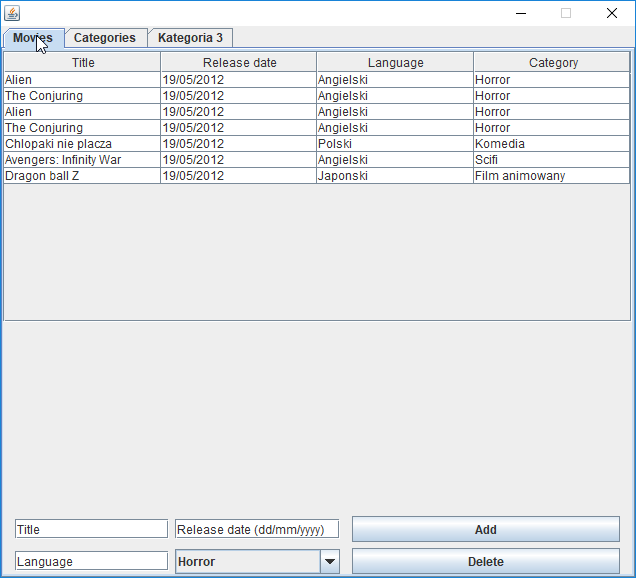 Movies Categories Kategoria 3
Title Release date Language Category
Alien 19/05/2012 Angielski Horror
The Conjuring 19/05/2012 Angielski Horror
Alien 19/05/2012 Angielski Horror
The Conjuring 19/05/2012 Angielski Horror
Chlopaki nie placza 19/05/2012 Polski Komedia
Avengers: Infinity War 19/05/2012 Angielski Scifi
Dragon ball Z 19/05/2012 Japonski Film animowany
Title Release date (dd/mm/yyyy) Add
Language Horror Delete